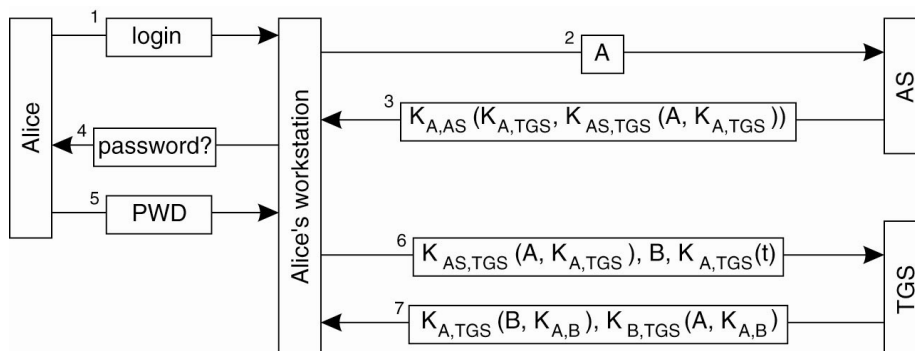 Alice
1
login
Alice's workstation
2
A
AS
3
K_A,AS (K_A,TGS, K_AS,TGS (A, K_A,TGS ))
4
password?
5
PWD
6
K_AS,TGS (A, K_A,TGS ), B, K_A,TGS(t)
TGS
7
K_A,TGS (B, K_A,B ), K_B,TGS(A, K_A,B )